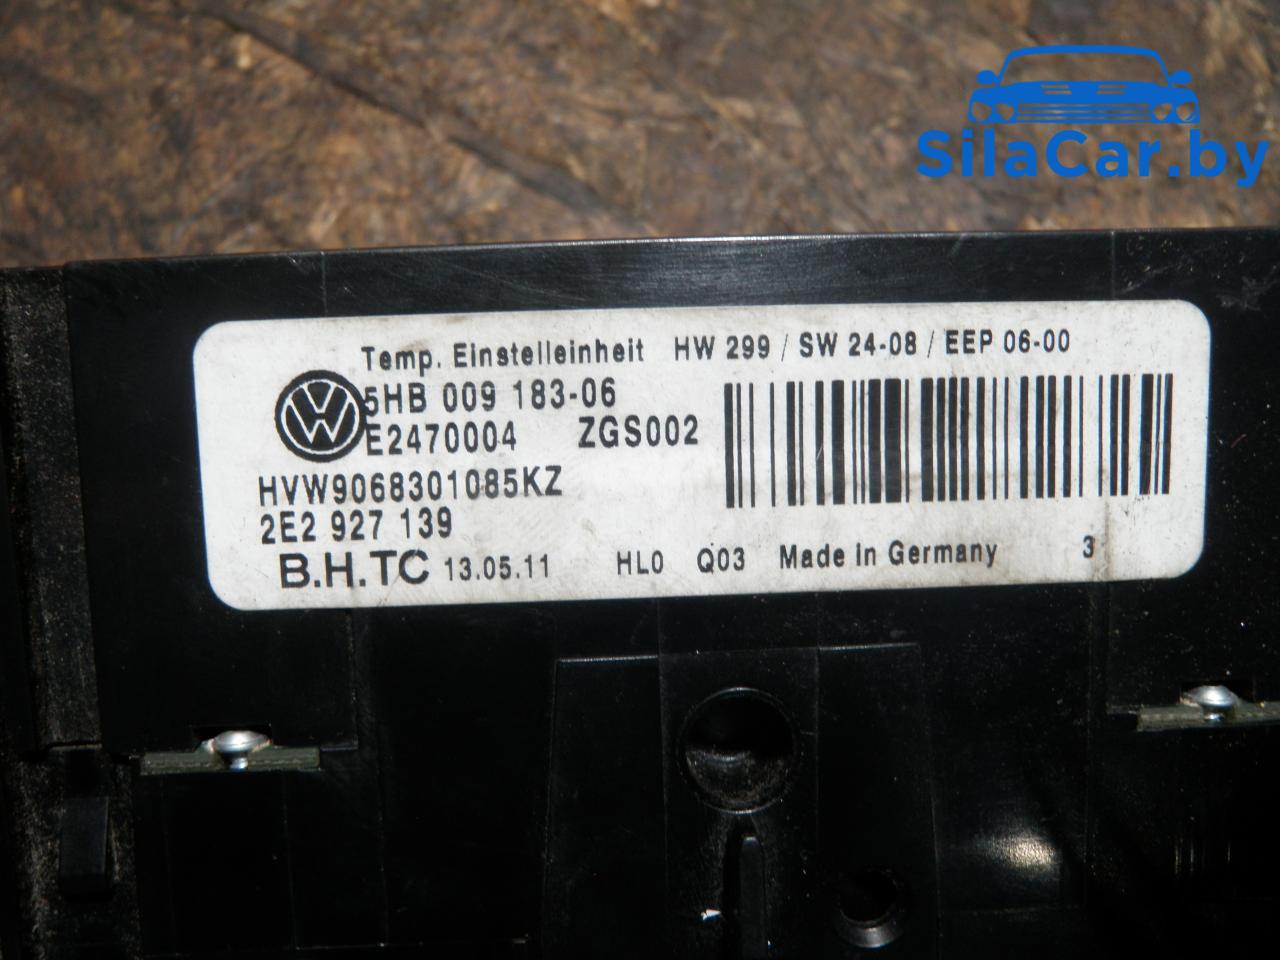 SilaCar.by
Temp. Einstelleinheit HW 299 / SW 24-08 / EEP 06-00
5HB 009 183-06
E2470004 ZGS002
HVW9068301085KZ
2E2 927 139
B.H.TC 13.05.11 HL0 Q03 Made in Germany 3